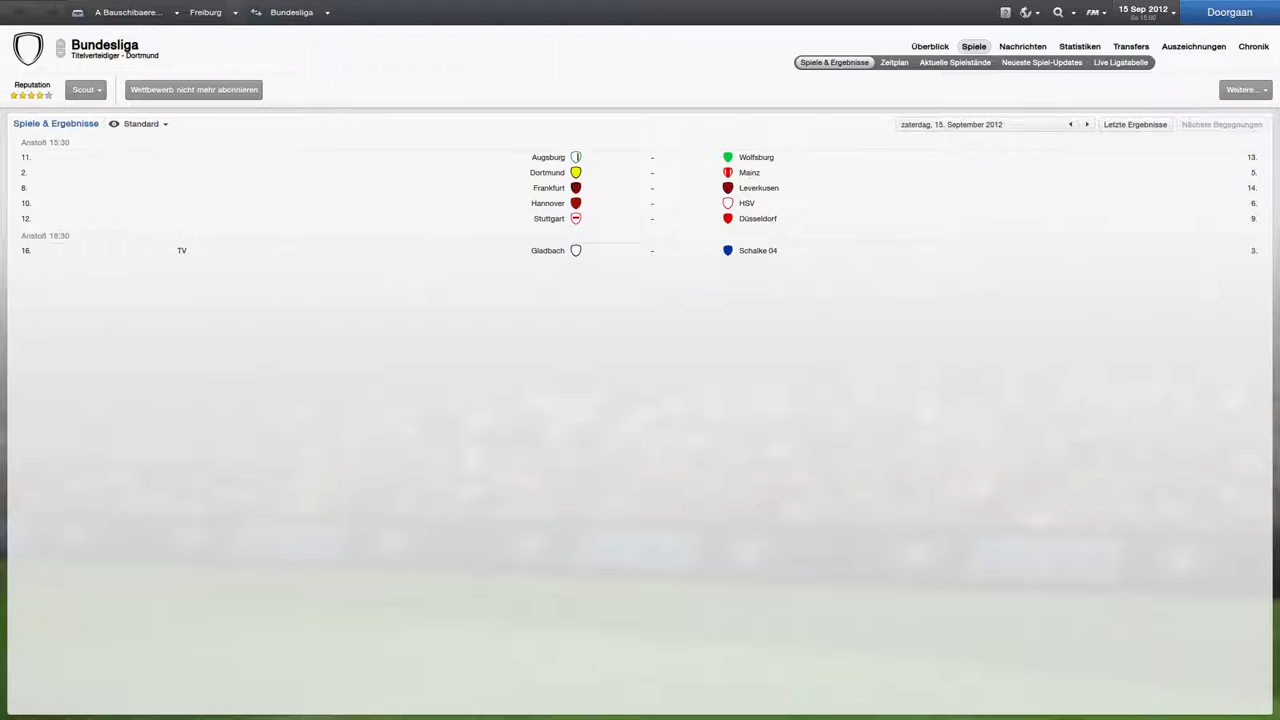 A Bauschibaere... Freiburg Bundesliga FM 15 Sep 2012 Doorgaan
Sa 15:00
Bundesliga
Titelverteidiger - Dortmund
Überblick Spiele Nachrichten Statistiken Transfers Auszeichnungen Chronik
Spiele & Ergebnisse Zeitplan Aktuelle Spielstände Neueste Spiel-Updates Live Ligatabelle
Reputation
Scout Wettbewerb nicht mehr abonnieren Weitere...
Spiele & Ergebnisse Standard zaterdag, 15. September 2012 Letzte Ergebnisse Nächste Begegnungen
Anstoß 15:30
11. Augsburg - Wolfsburg 13.
2. Dortmund - Mainz 5.
8. Frankfurt - Leverkusen 14.
10. Hannover - HSV 6.
12. Stuttgart - Düsseldorf 9.
Anstoß 18:30
16. TV Gladbach - Schalke 04 3.